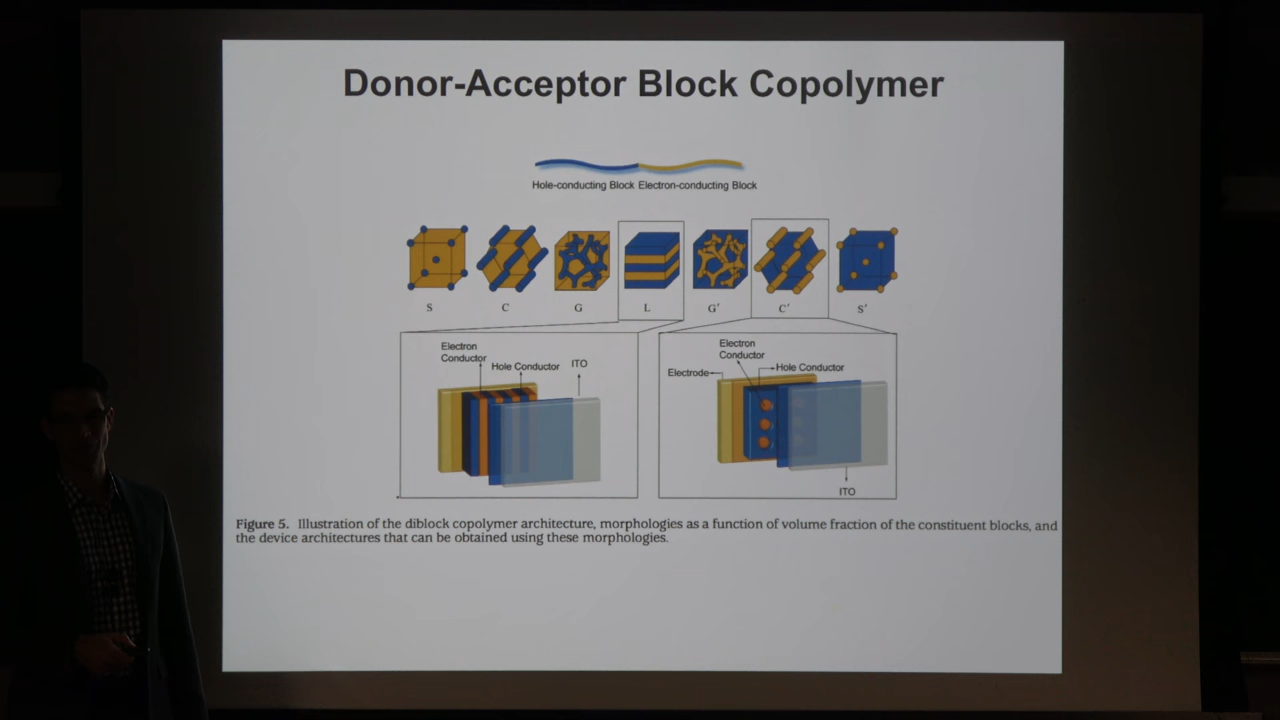 Donor-Acceptor Block Copolymer
Hole-conducting Block Electron-conducting Block
S C G L G′ C′ S′
Electron
Conductor
Hole Conductor
ITO
Electron
Conductor
Electrode
Hole Conductor
ITO
Figure 5. Illustration of the diblock copolymer architecture, morphologies as a function of volume fraction of the constituent blocks, and
the device architectures that can be obtained using these morphologies.